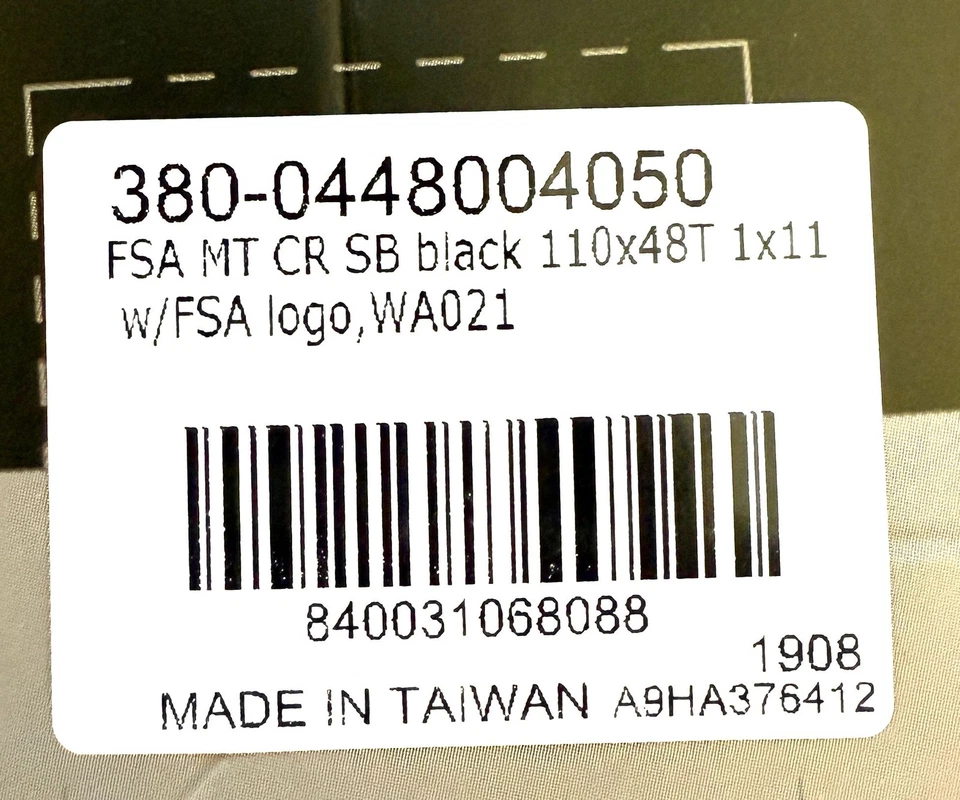 380-0448004050
FSA MT CR SB black 110x48T 1x11
w/FSA logo,WA021
840031068088
1908
MADE IN TAIWAN A9HA376412